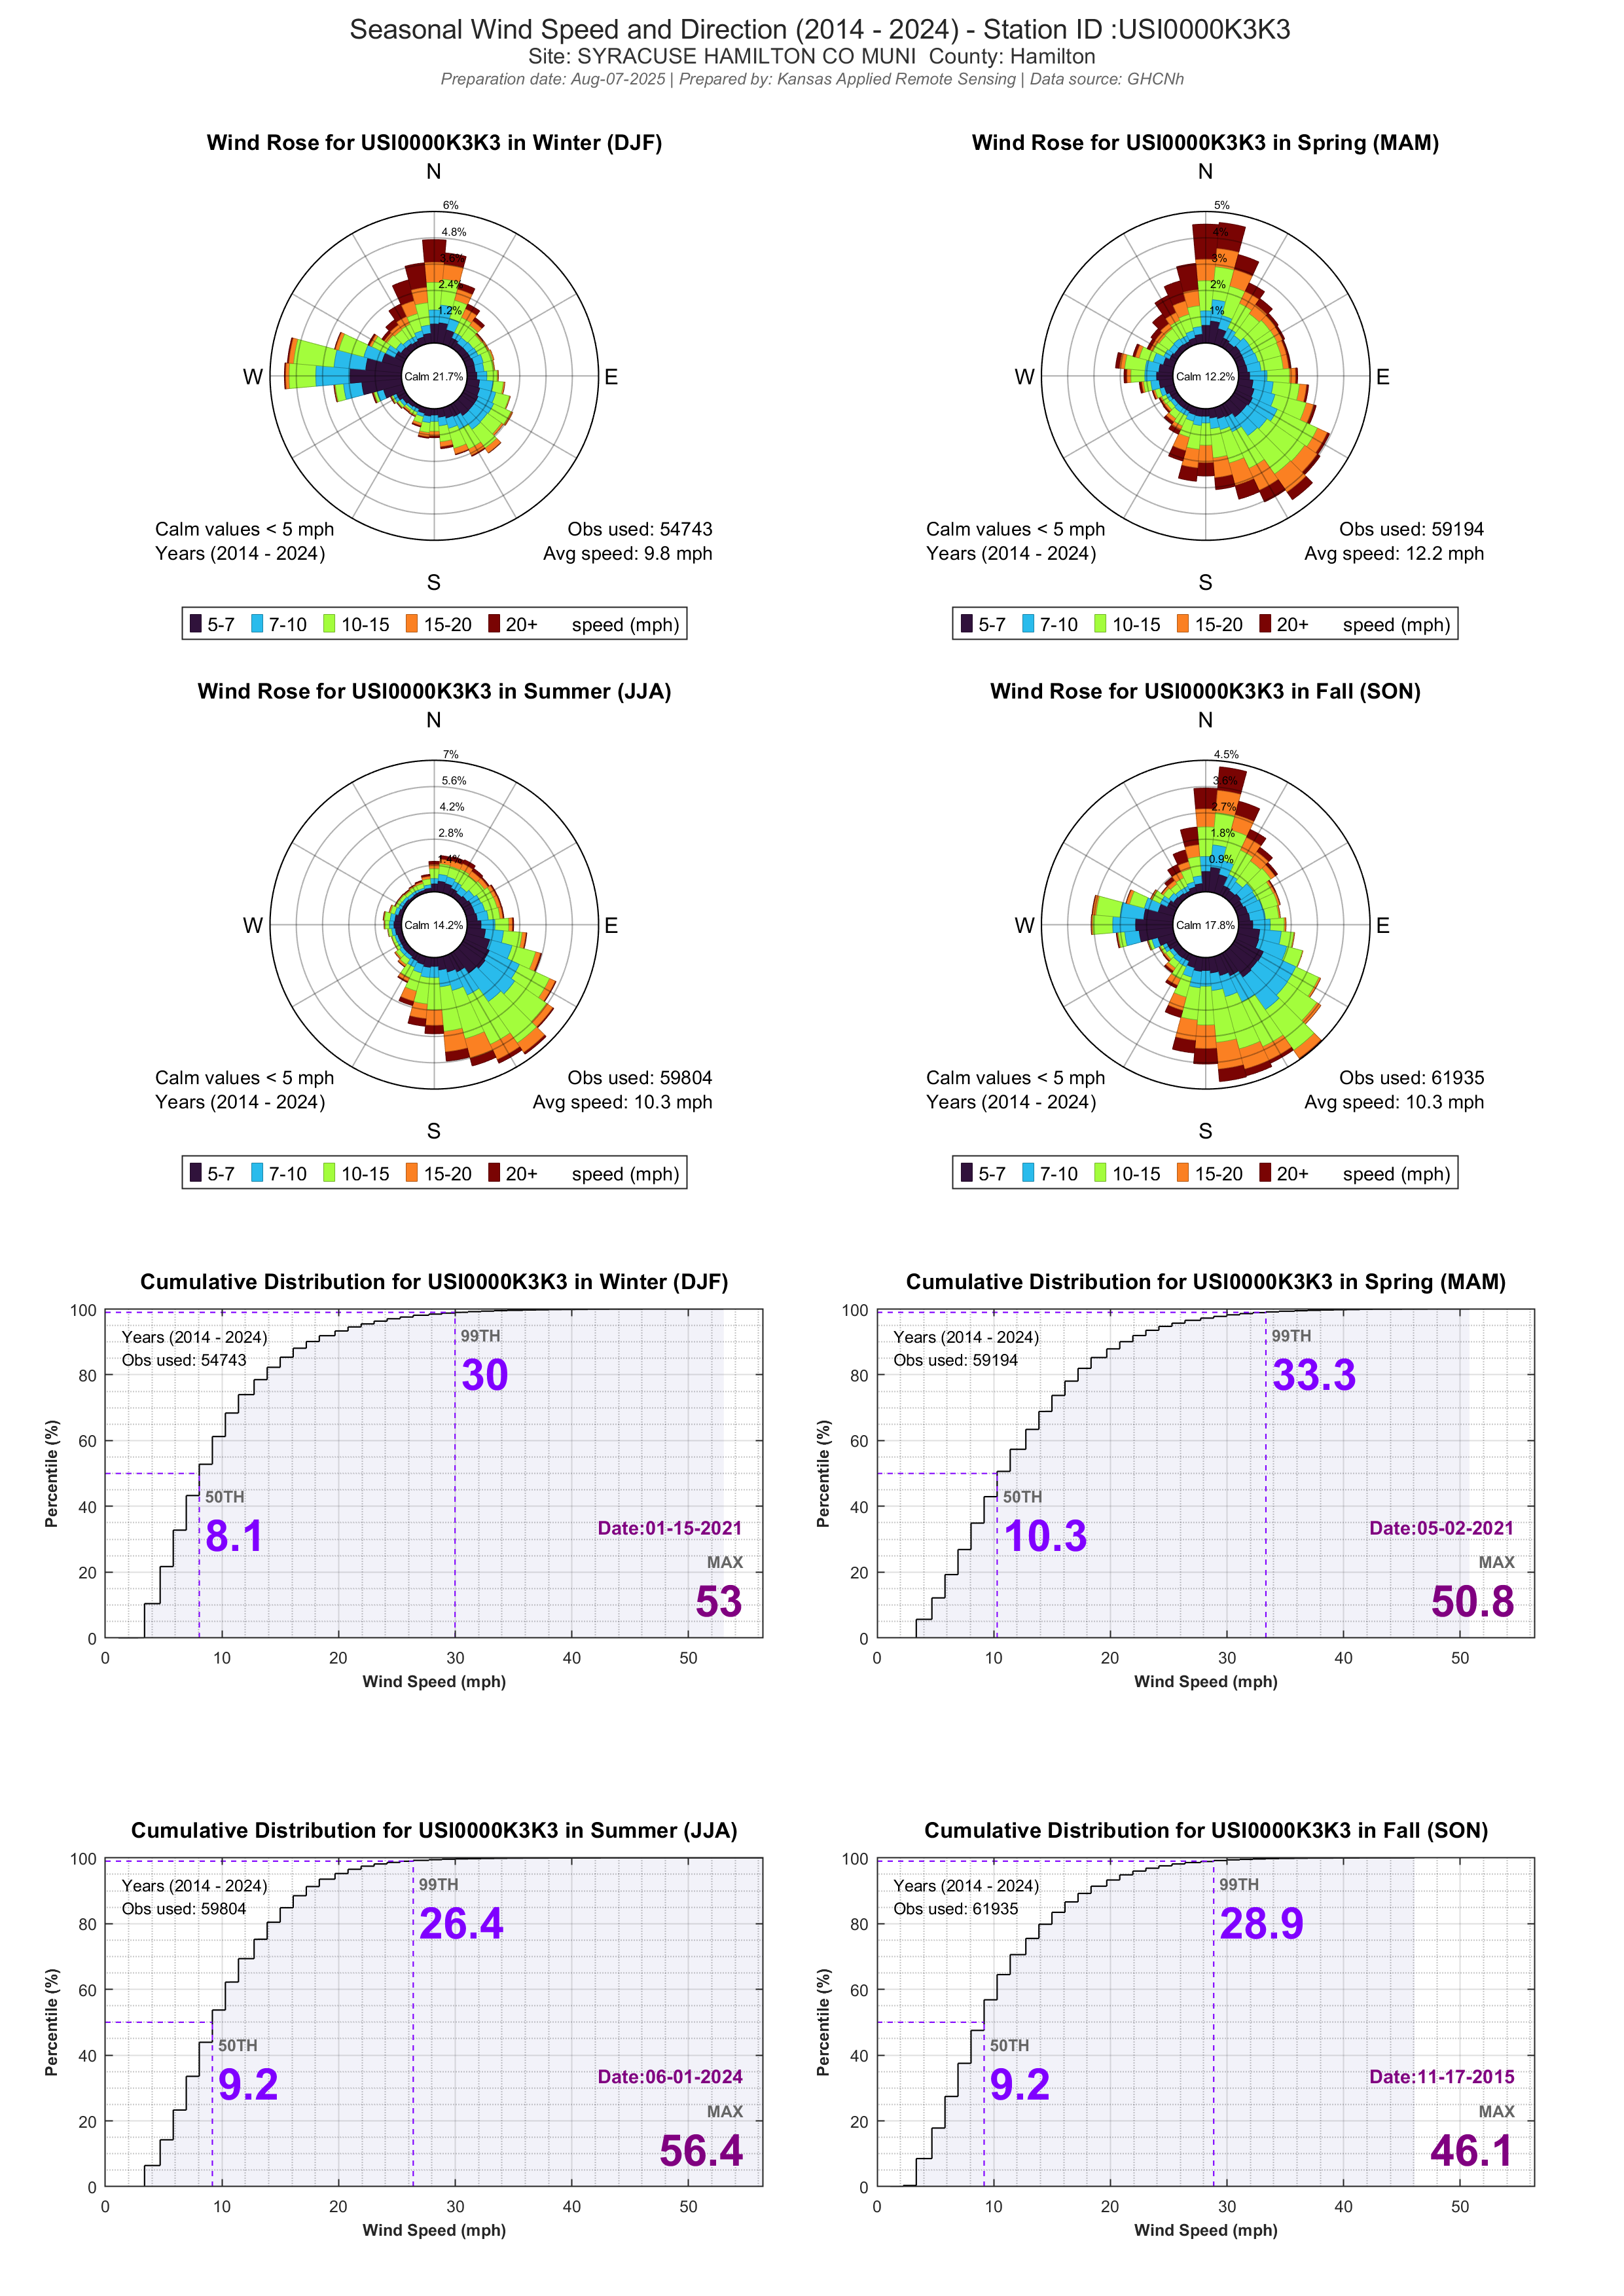 Seasonal Wind Speed and Direction (2014 - 2024) - Station ID :USI0000K3K3
Site: SYRACUSE HAMILTON CO MUNI  County: Hamilton
Preparation date: Aug-07-2025 | Prepared by: Kansas Applied Remote Sensing | Data source: GHCNh
Wind Rose for USI0000K3K3 in Winter (DJF)
N
6%
4.8%
3.6%
2.4%
1.2%
W
Calm 21.7%
E
Calm values < 5 mph
Years (2014 - 2024)
Obs used: 54743
Avg speed: 9.8 mph
S
5-7 7-10 10-15 15-20 20+ speed (mph)
Wind Rose for USI0000K3K3 in Spring (MAM)
N
5%
4%
3%
2%
1%
W
Calm 12.2%
E
Calm values < 5 mph
Years (2014 - 2024)
Obs used: 59194
Avg speed: 12.2 mph
S
5-7 7-10 10-15 15-20 20+ speed (mph)
Wind Rose for USI0000K3K3 in Summer (JJA)
N
7%
5.6%
4.2%
2.8%
1.4%
W
Calm 14.2%
E
Calm values < 5 mph
Years (2014 - 2024)
Obs used: 59804
Avg speed: 10.3 mph
S
5-7 7-10 10-15 15-20 20+ speed (mph)
Wind Rose for USI0000K3K3 in Fall (SON)
N
4.5%
3.6%
2.7%
1.8%
0.9%
W
Calm 17.8%
E
Calm values < 5 mph
Years (2014 - 2024)
Obs used: 61935
Avg speed: 10.3 mph
S
5-7 7-10 10-15 15-20 20+ speed (mph)
Cumulative Distribution for USI0000K3K3 in Winter (DJF)
100
80
60
40
20
0
Percentile (%)
Years (2014 - 2024)
Obs used: 54743
99TH
30
50TH
8.1
Date:01-15-2021
MAX
53
0 10 20 30 40 50
Wind Speed (mph)
Cumulative Distribution for USI0000K3K3 in Spring (MAM)
100
80
60
40
20
0
Percentile (%)
Years (2014 - 2024)
Obs used: 59194
99TH
33.3
50TH
10.3
Date:05-02-2021
MAX
50.8
0 10 20 30 40 50
Wind Speed (mph)
Cumulative Distribution for USI0000K3K3 in Summer (JJA)
100
80
60
40
20
0
Percentile (%)
Years (2014 - 2024)
Obs used: 59804
99TH
26.4
50TH
9.2
Date:06-01-2024
MAX
56.4
0 10 20 30 40 50
Wind Speed (mph)
Cumulative Distribution for USI0000K3K3 in Fall (SON)
100
80
60
40
20
0
Percentile (%)
Years (2014 - 2024)
Obs used: 61935
99TH
28.9
50TH
9.2
Date:11-17-2015
MAX
46.1
0 10 20 30 40 50
Wind Speed (mph)